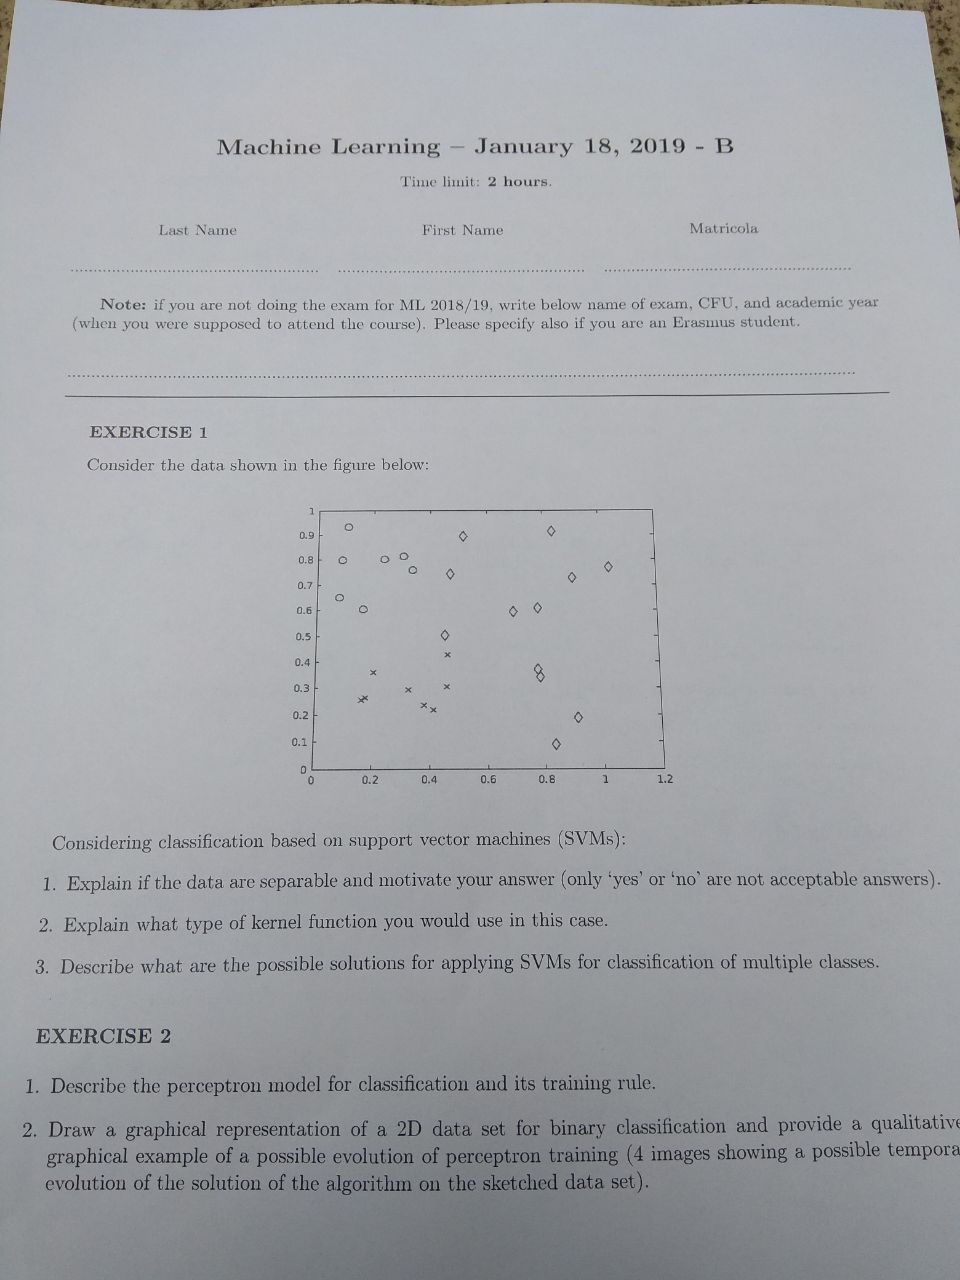 Machine Learning – January 18, 2019 - B
Time limit: 2 hours.
Last Name First Name Matricola
Note: if you are not doing the exam for ML 2018/19, write below name of exam, CFU, and academic year
(when you were supposed to attend the course). Please specify also if you are an Erasmus student.
EXERCISE 1
Consider the data shown in the figure below:
1
0.9
0.8
0.7
0.6
0.5
0.4
0.3
0.2
0.1
0
0 0.2 0.4 0.6 0.8 1 1.2
Considering classification based on support vector machines (SVMs):
1. Explain if the data are separable and motivate your answer (only ‘yes’ or ‘no’ are not acceptable answers).
2. Explain what type of kernel function you would use in this case.
3. Describe what are the possible solutions for applying SVMs for classification of multiple classes.
EXERCISE 2
1. Describe the perceptron model for classification and its training rule.
2. Draw a graphical representation of a 2D data set for binary classification and provide a qualitative
graphical example of a possible evolution of perceptron training (4 images showing a possible tempora
evolution of the solution of the algorithm on the sketched data set).